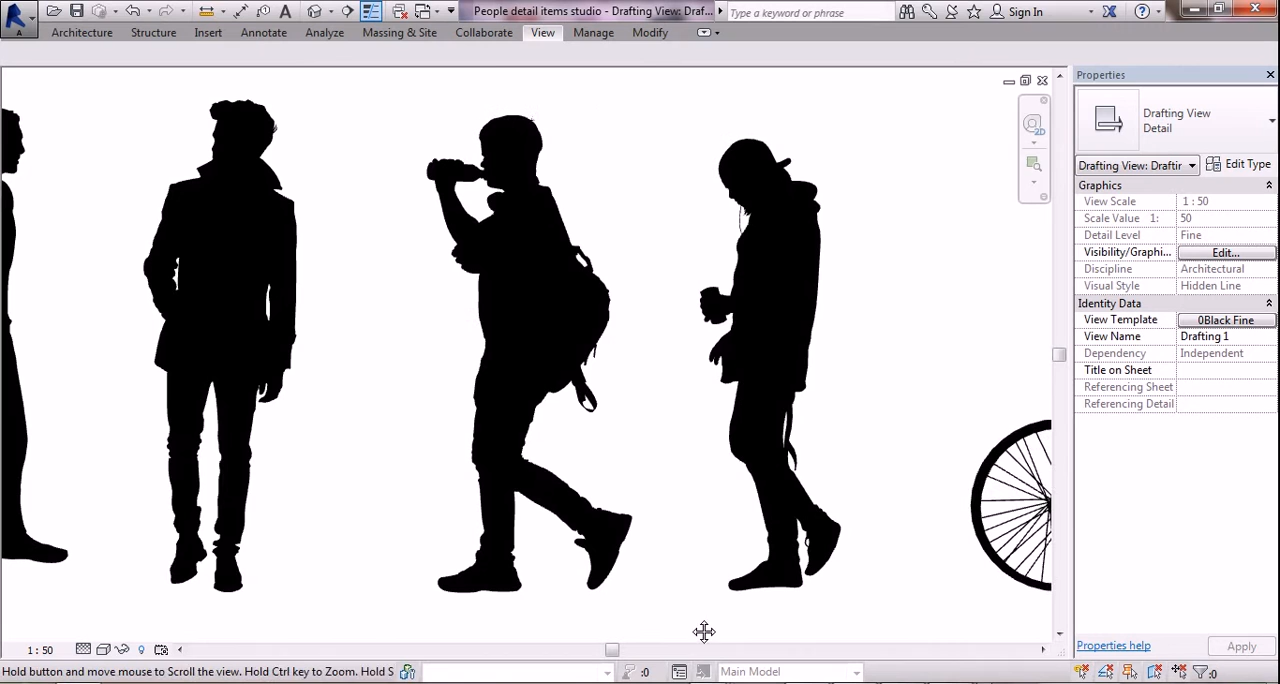 People detail items studio - Drafting View: Draf...
Type a keyword or phrase
Sign In
Architecture
Structure
Insert
Annotate
Analyze
Massing & Site
Collaborate
View
Manage
Modify
Properties
2D
Drafting View
Detail
Drafting View: Draftir
Edit Type
Graphics
View Scale
1 : 50
Scale Value 1:
50
Detail Level
Fine
Visibility/Graphi...
Edit...
Discipline
Architectural
Visual Style
Hidden Line
Identity Data
View Template
0Black Fine
View Name
Drafting 1
Dependency
Independent
Title on Sheet
Referencing Sheet
Referencing Detail
Properties help
Apply
1 : 50
Hold button and move mouse to Scroll the view. Hold Ctrl key to Zoom. Hold S
:0
Main Model
:0